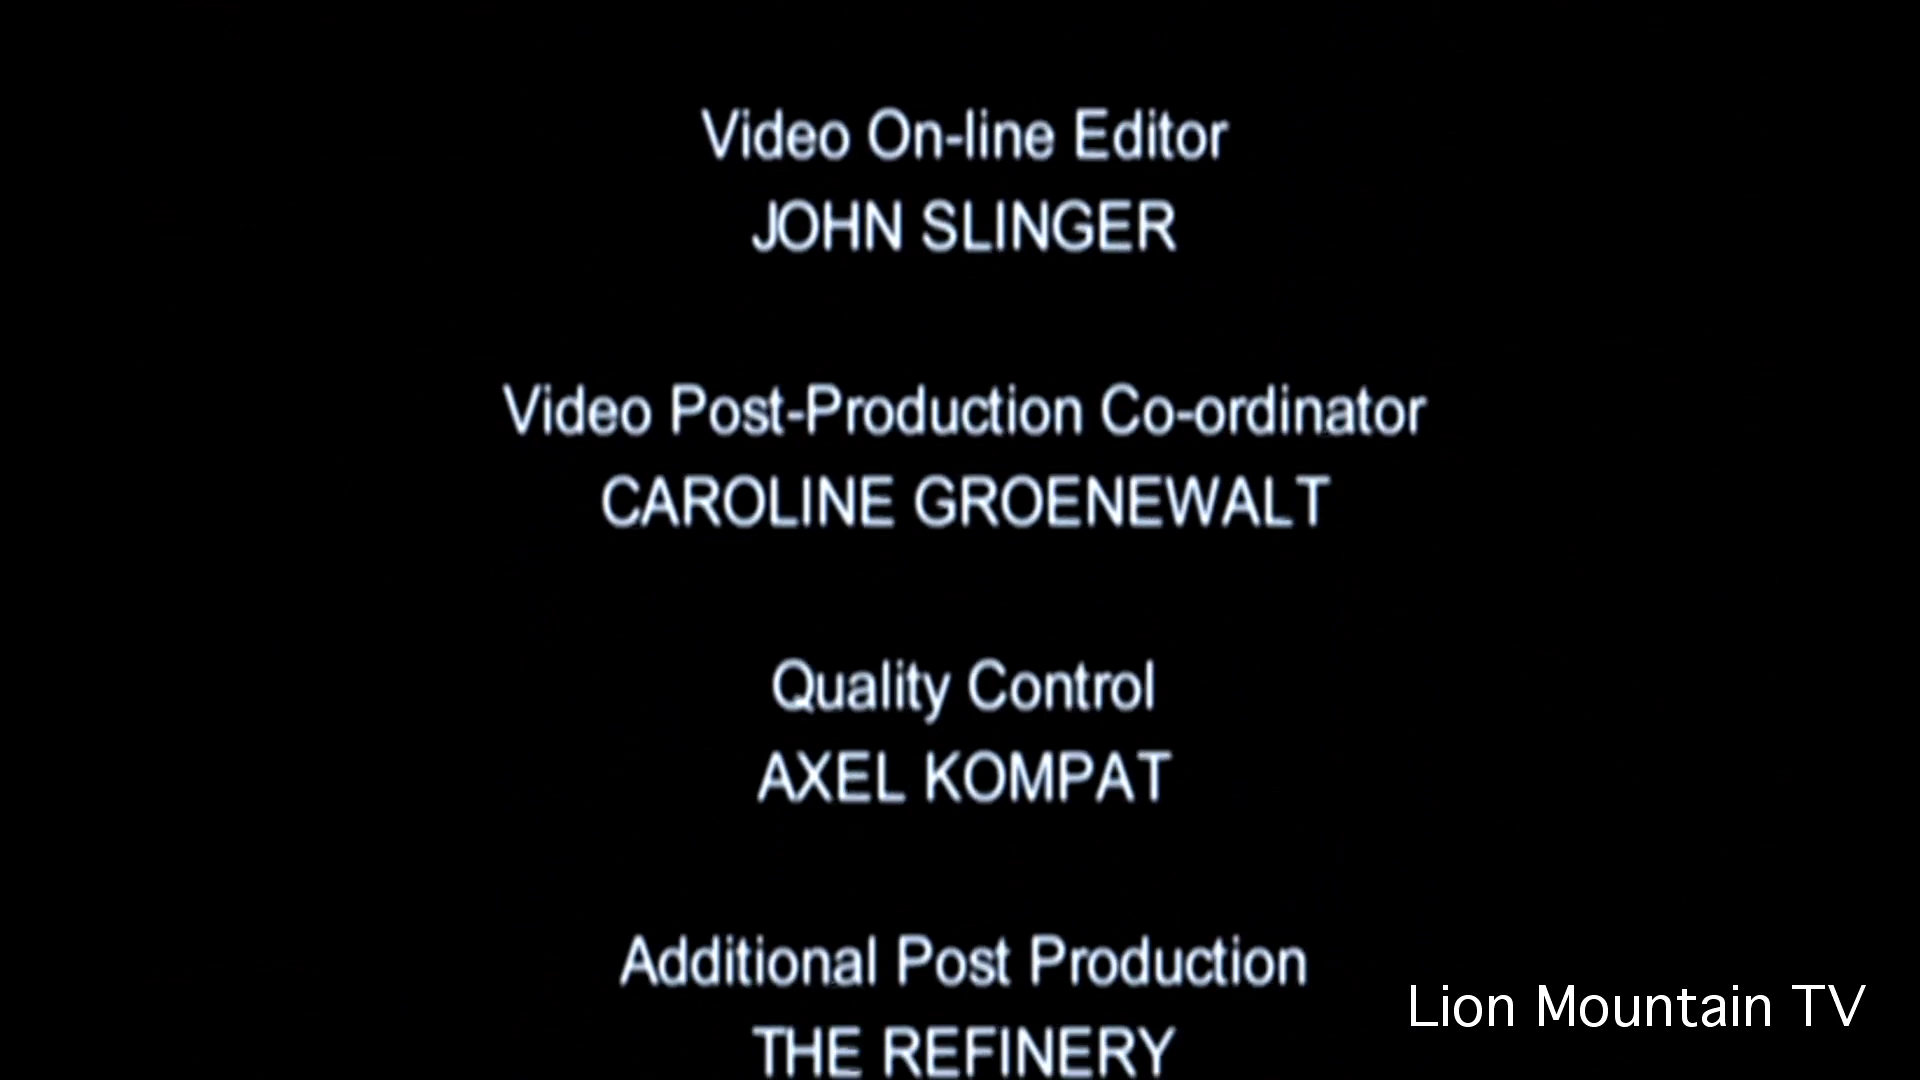 Video On-line Editor
JOHN SLINGER
Video Post-Production Co-ordinator
CAROLINE GROENEWALT
Quality Control
AXEL KOMPAT
Additional Post Production
THE REFINERY
Lion Mountain TV